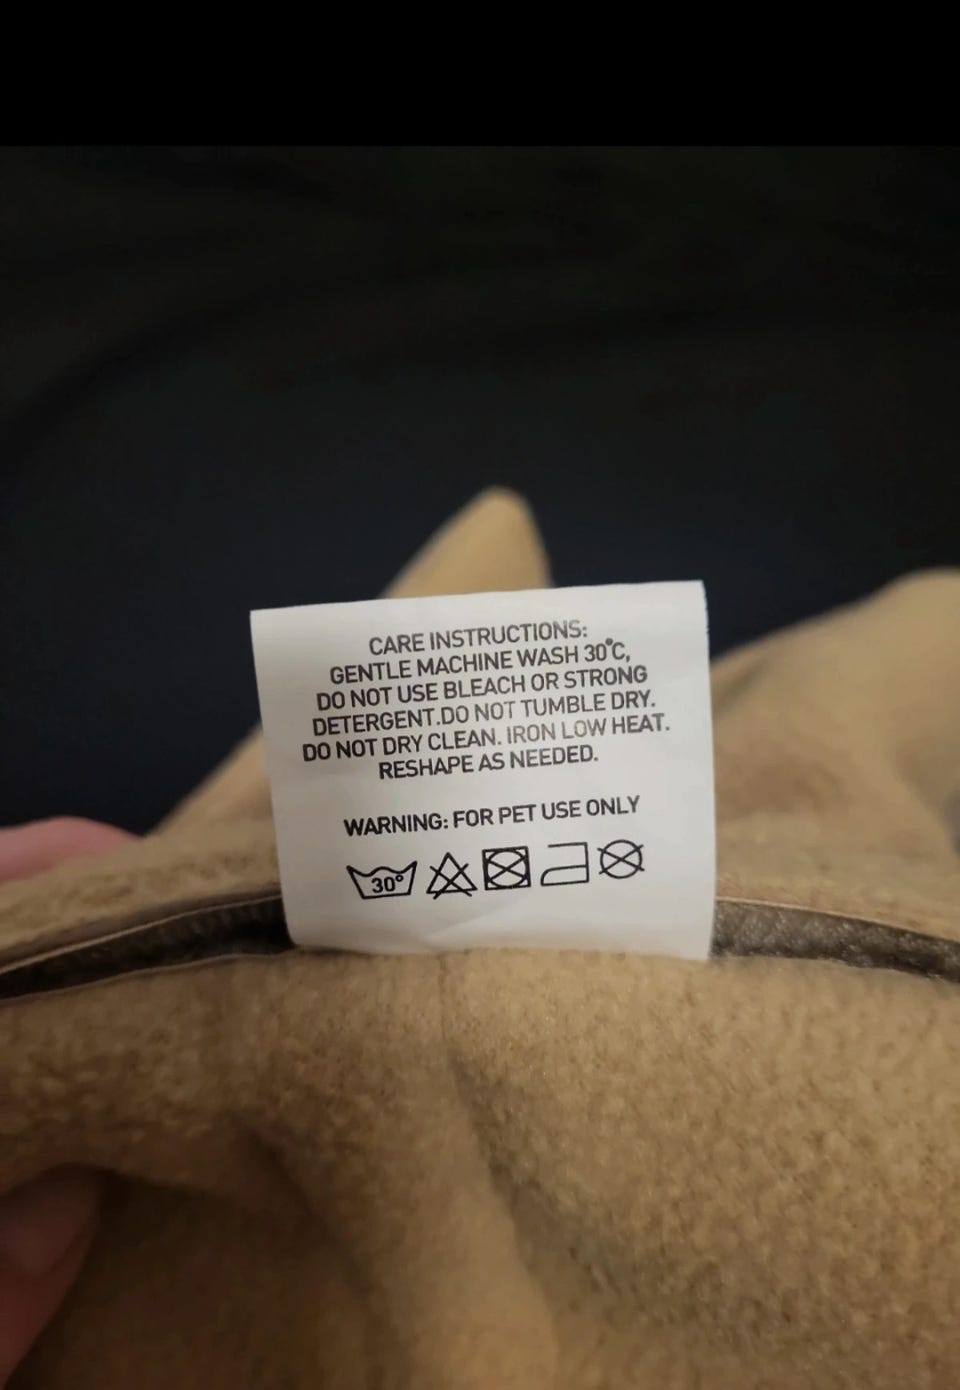 CARE INSTRUCTIONS:
GENTLE MACHINE WASH 30°C,
DO NOT USE BLEACH OR STRONG
DETERGENT.DO NOT TUMBLE DRY.
DO NOT DRY CLEAN. IRON LOW HEAT.
RESHAPE AS NEEDED.
WARNING: FOR PET USE ONLY
30°